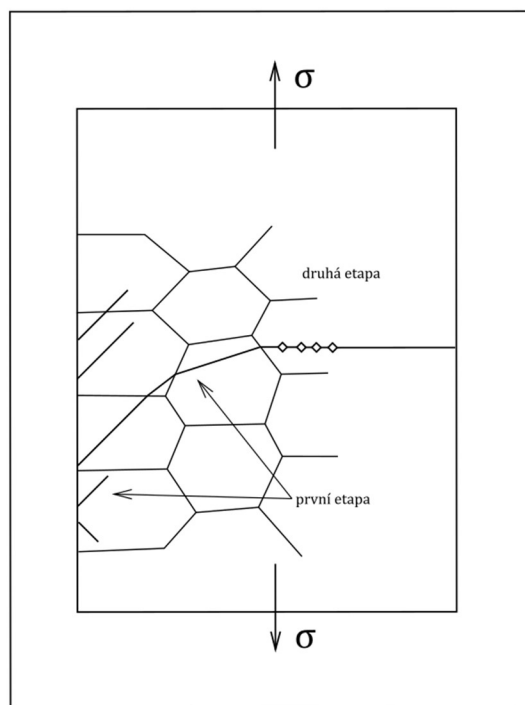 σ
druhá etapa
první etapa
σ